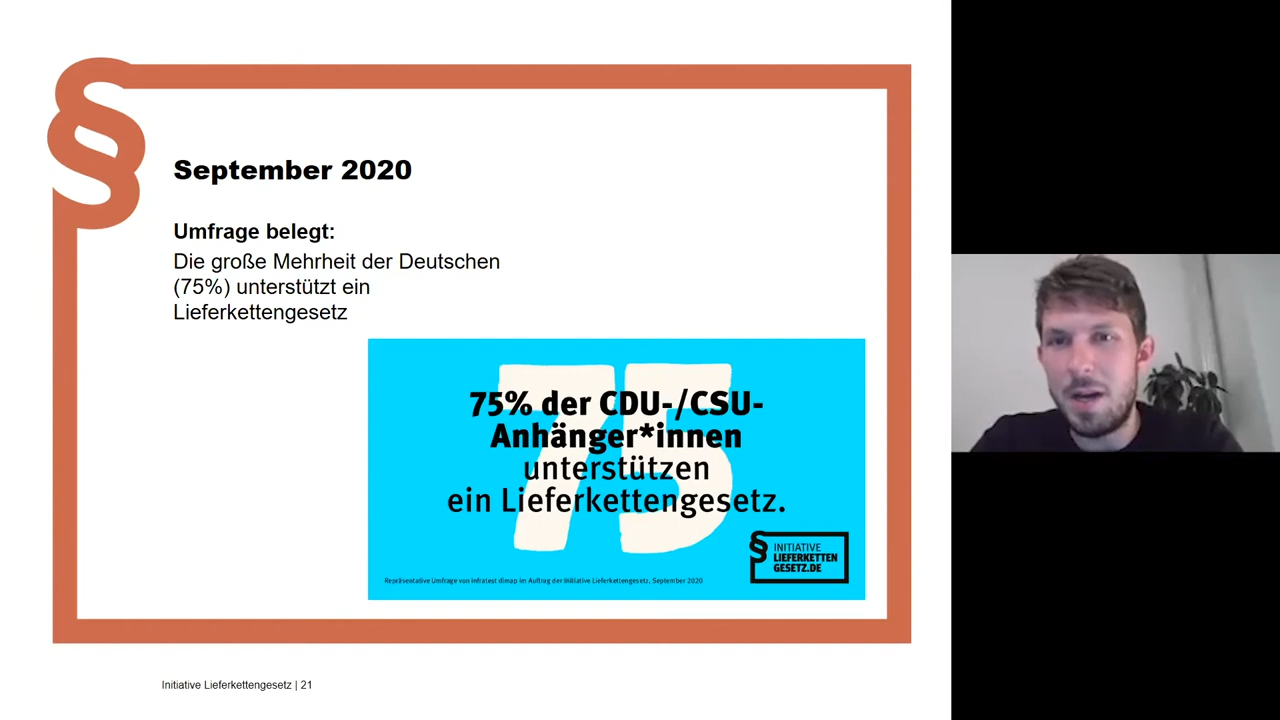 September 2020
Umfrage belegt:
Die große Mehrheit der Deutschen
(75%) unterstützt ein
Lieferkettengesetz
75
75% der CDU-/CSU-
Anhänger*innen
unterstützen
ein Lieferkettengesetz.
Repräsentative Umfrage von infratest dimap im Auftrag der Initiative Lieferkettengesetz, September 2020
§ INITIATIVE
LIEFERKETTEN
GESETZ.DE
Initiative Lieferkettengesetz | 21